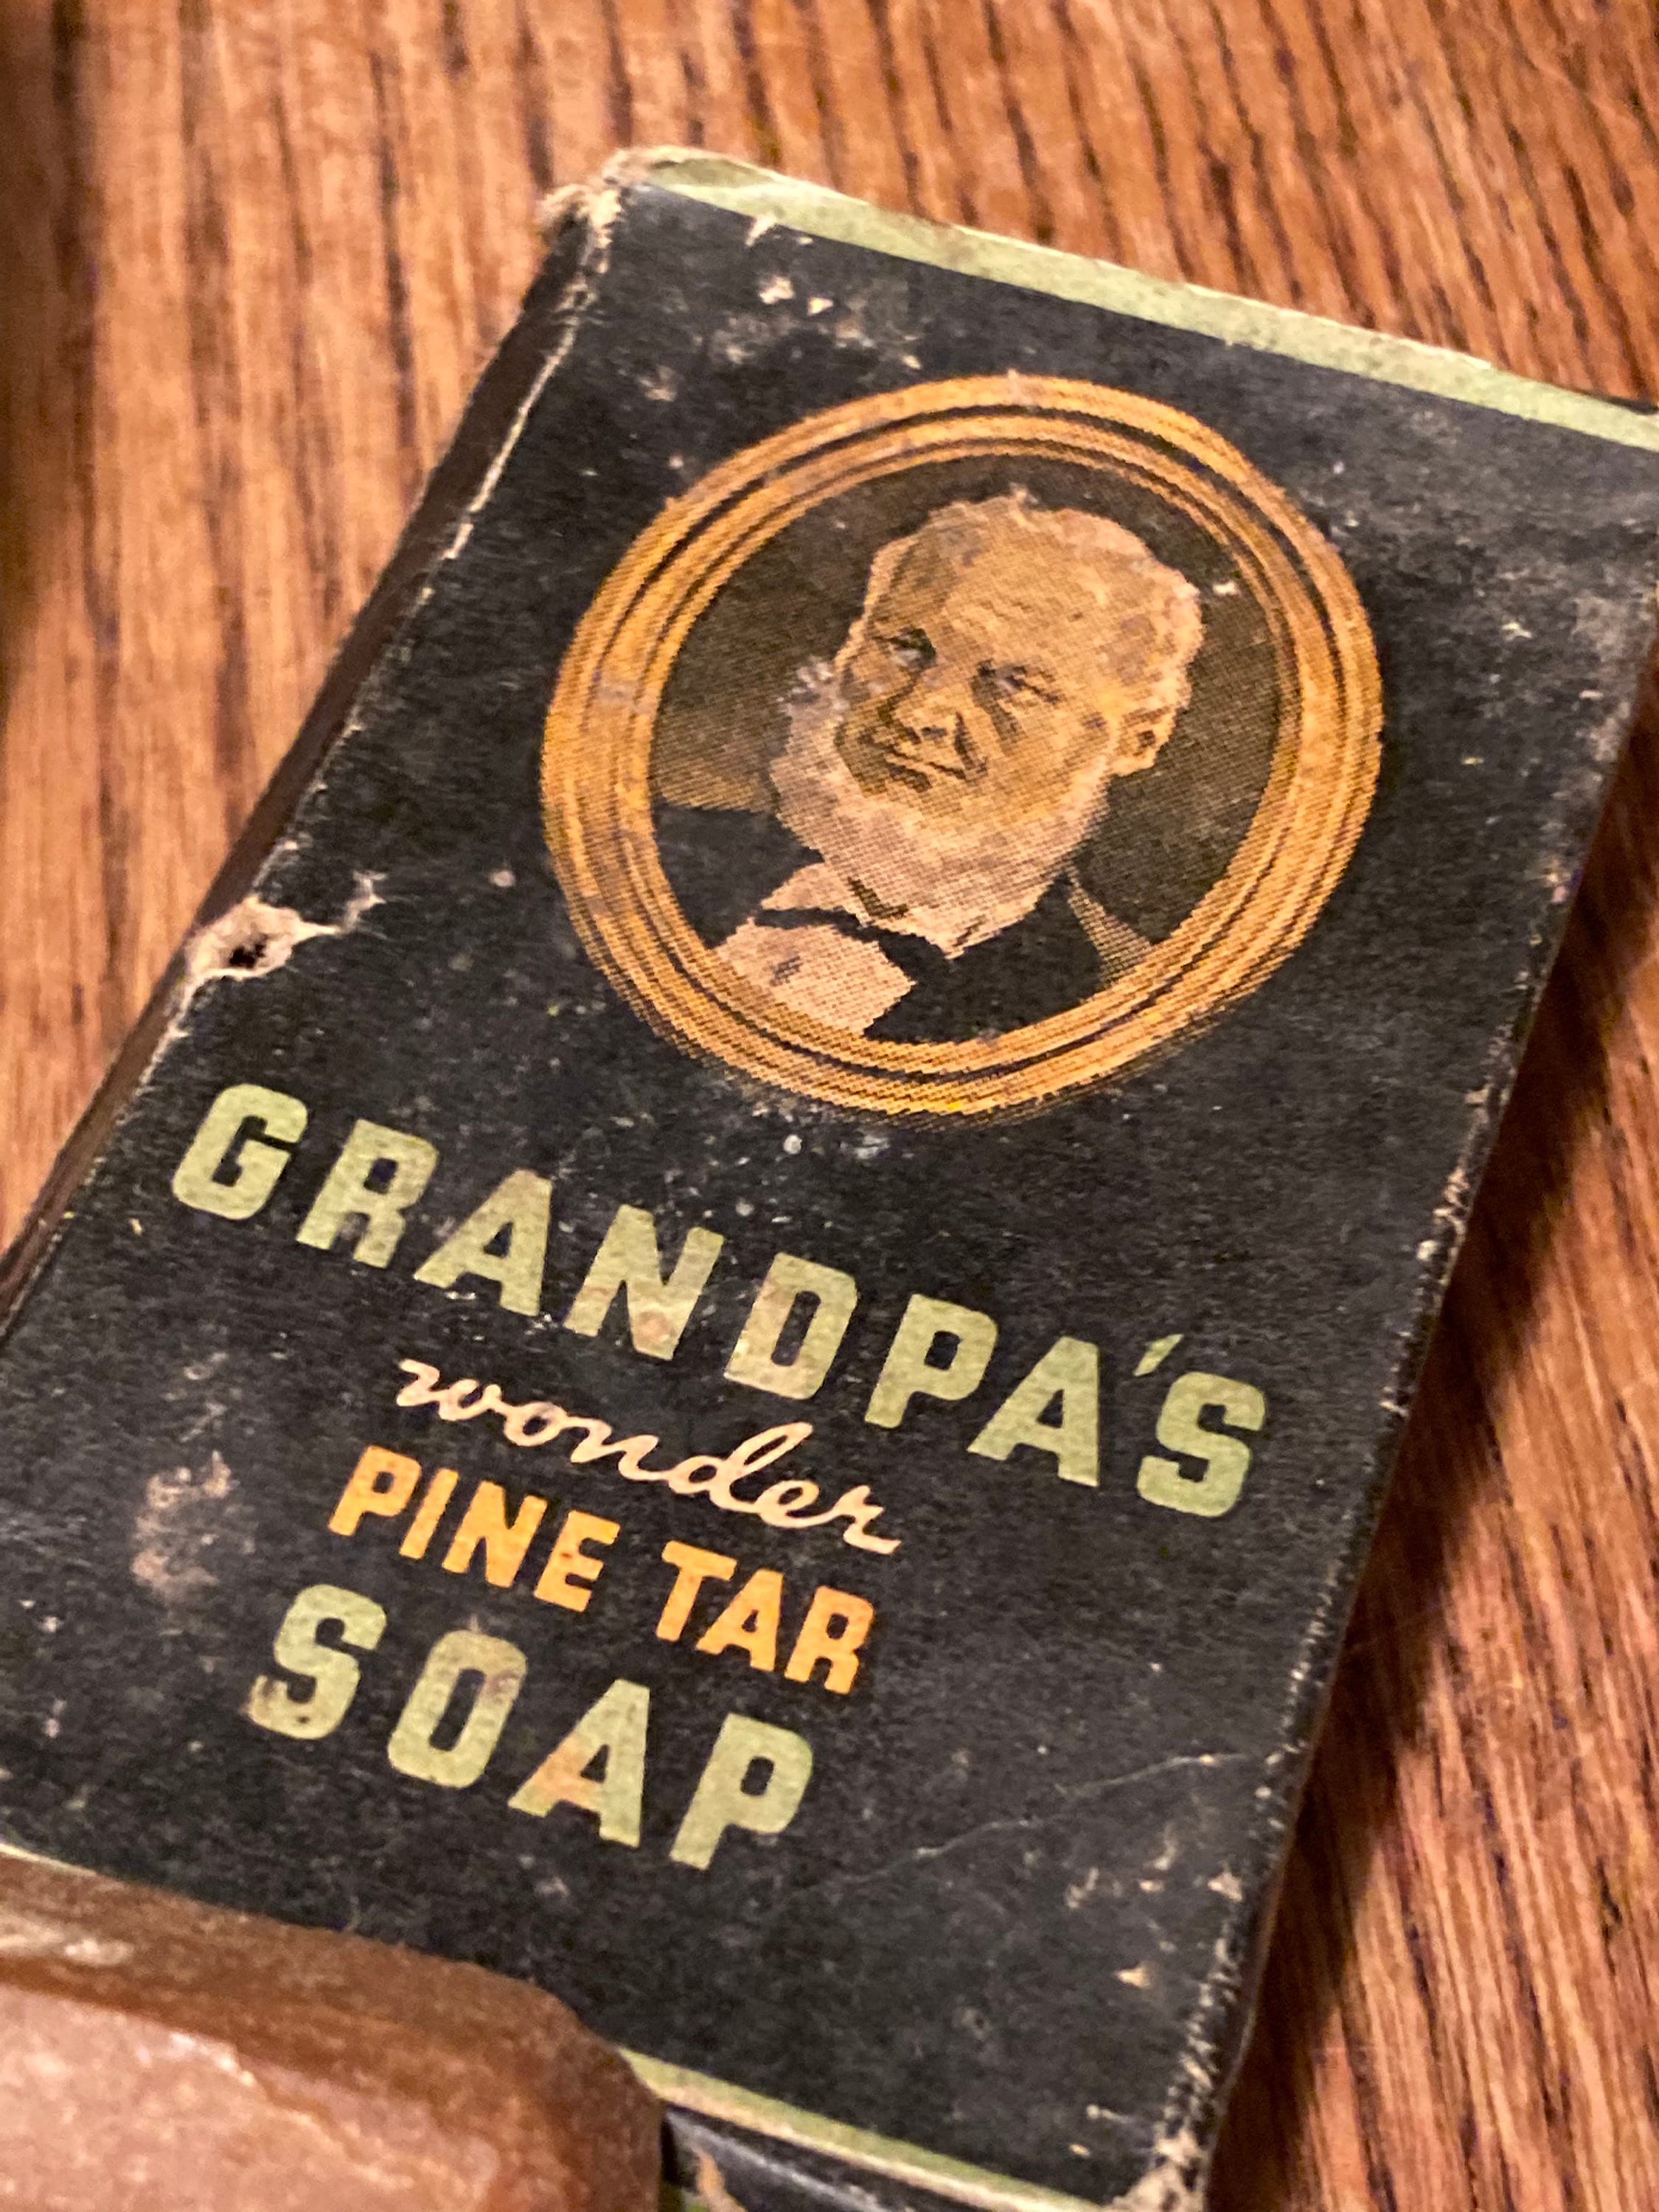 GRANDPA'S
wonder
PINE TAR
SOAP